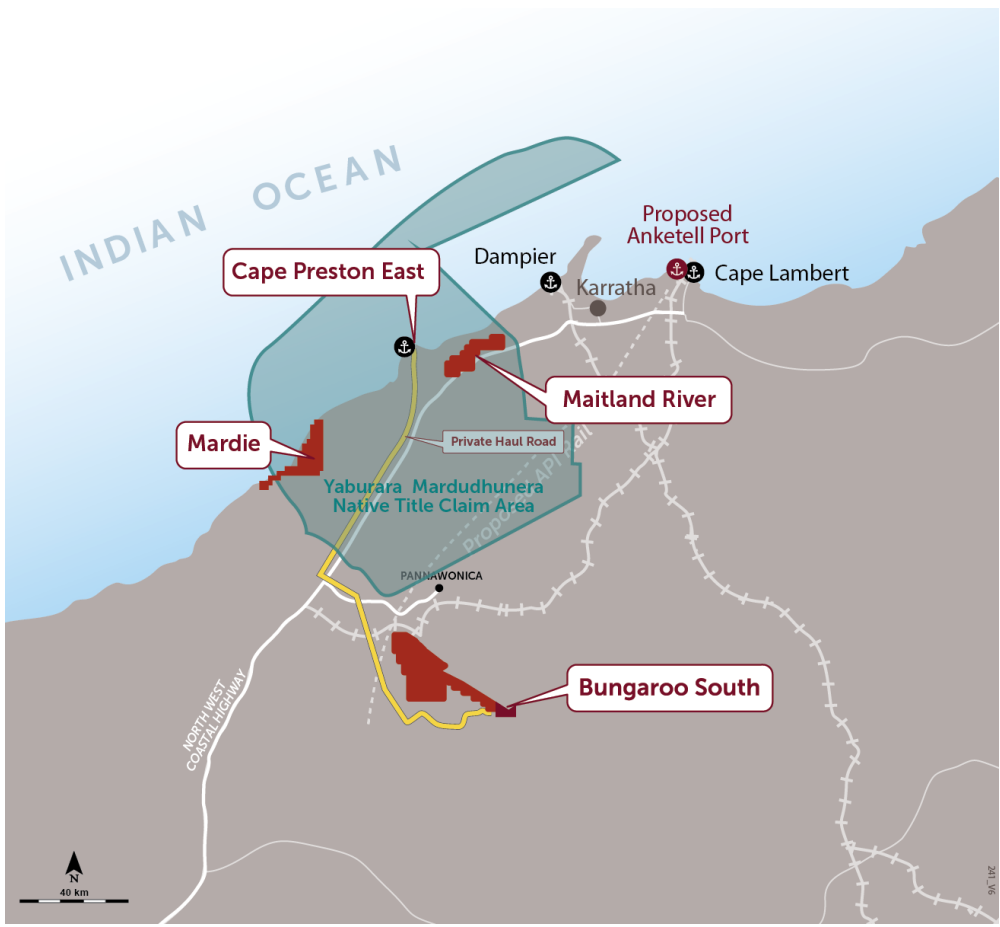 INDIAN OCEAN
Proposed
Anketell Port
Dampier
Cape Lambert
Cape Preston East
Karratha
Maitland River
Mardie
Private Haul Road
Yaburara Mardudhunera
Native Title Claim Area
Proposed API Rail
PANNAWONICA
Bungaroo South
NORTH WEST
COASTAL HIGHWAY
N
40 km
241_V6